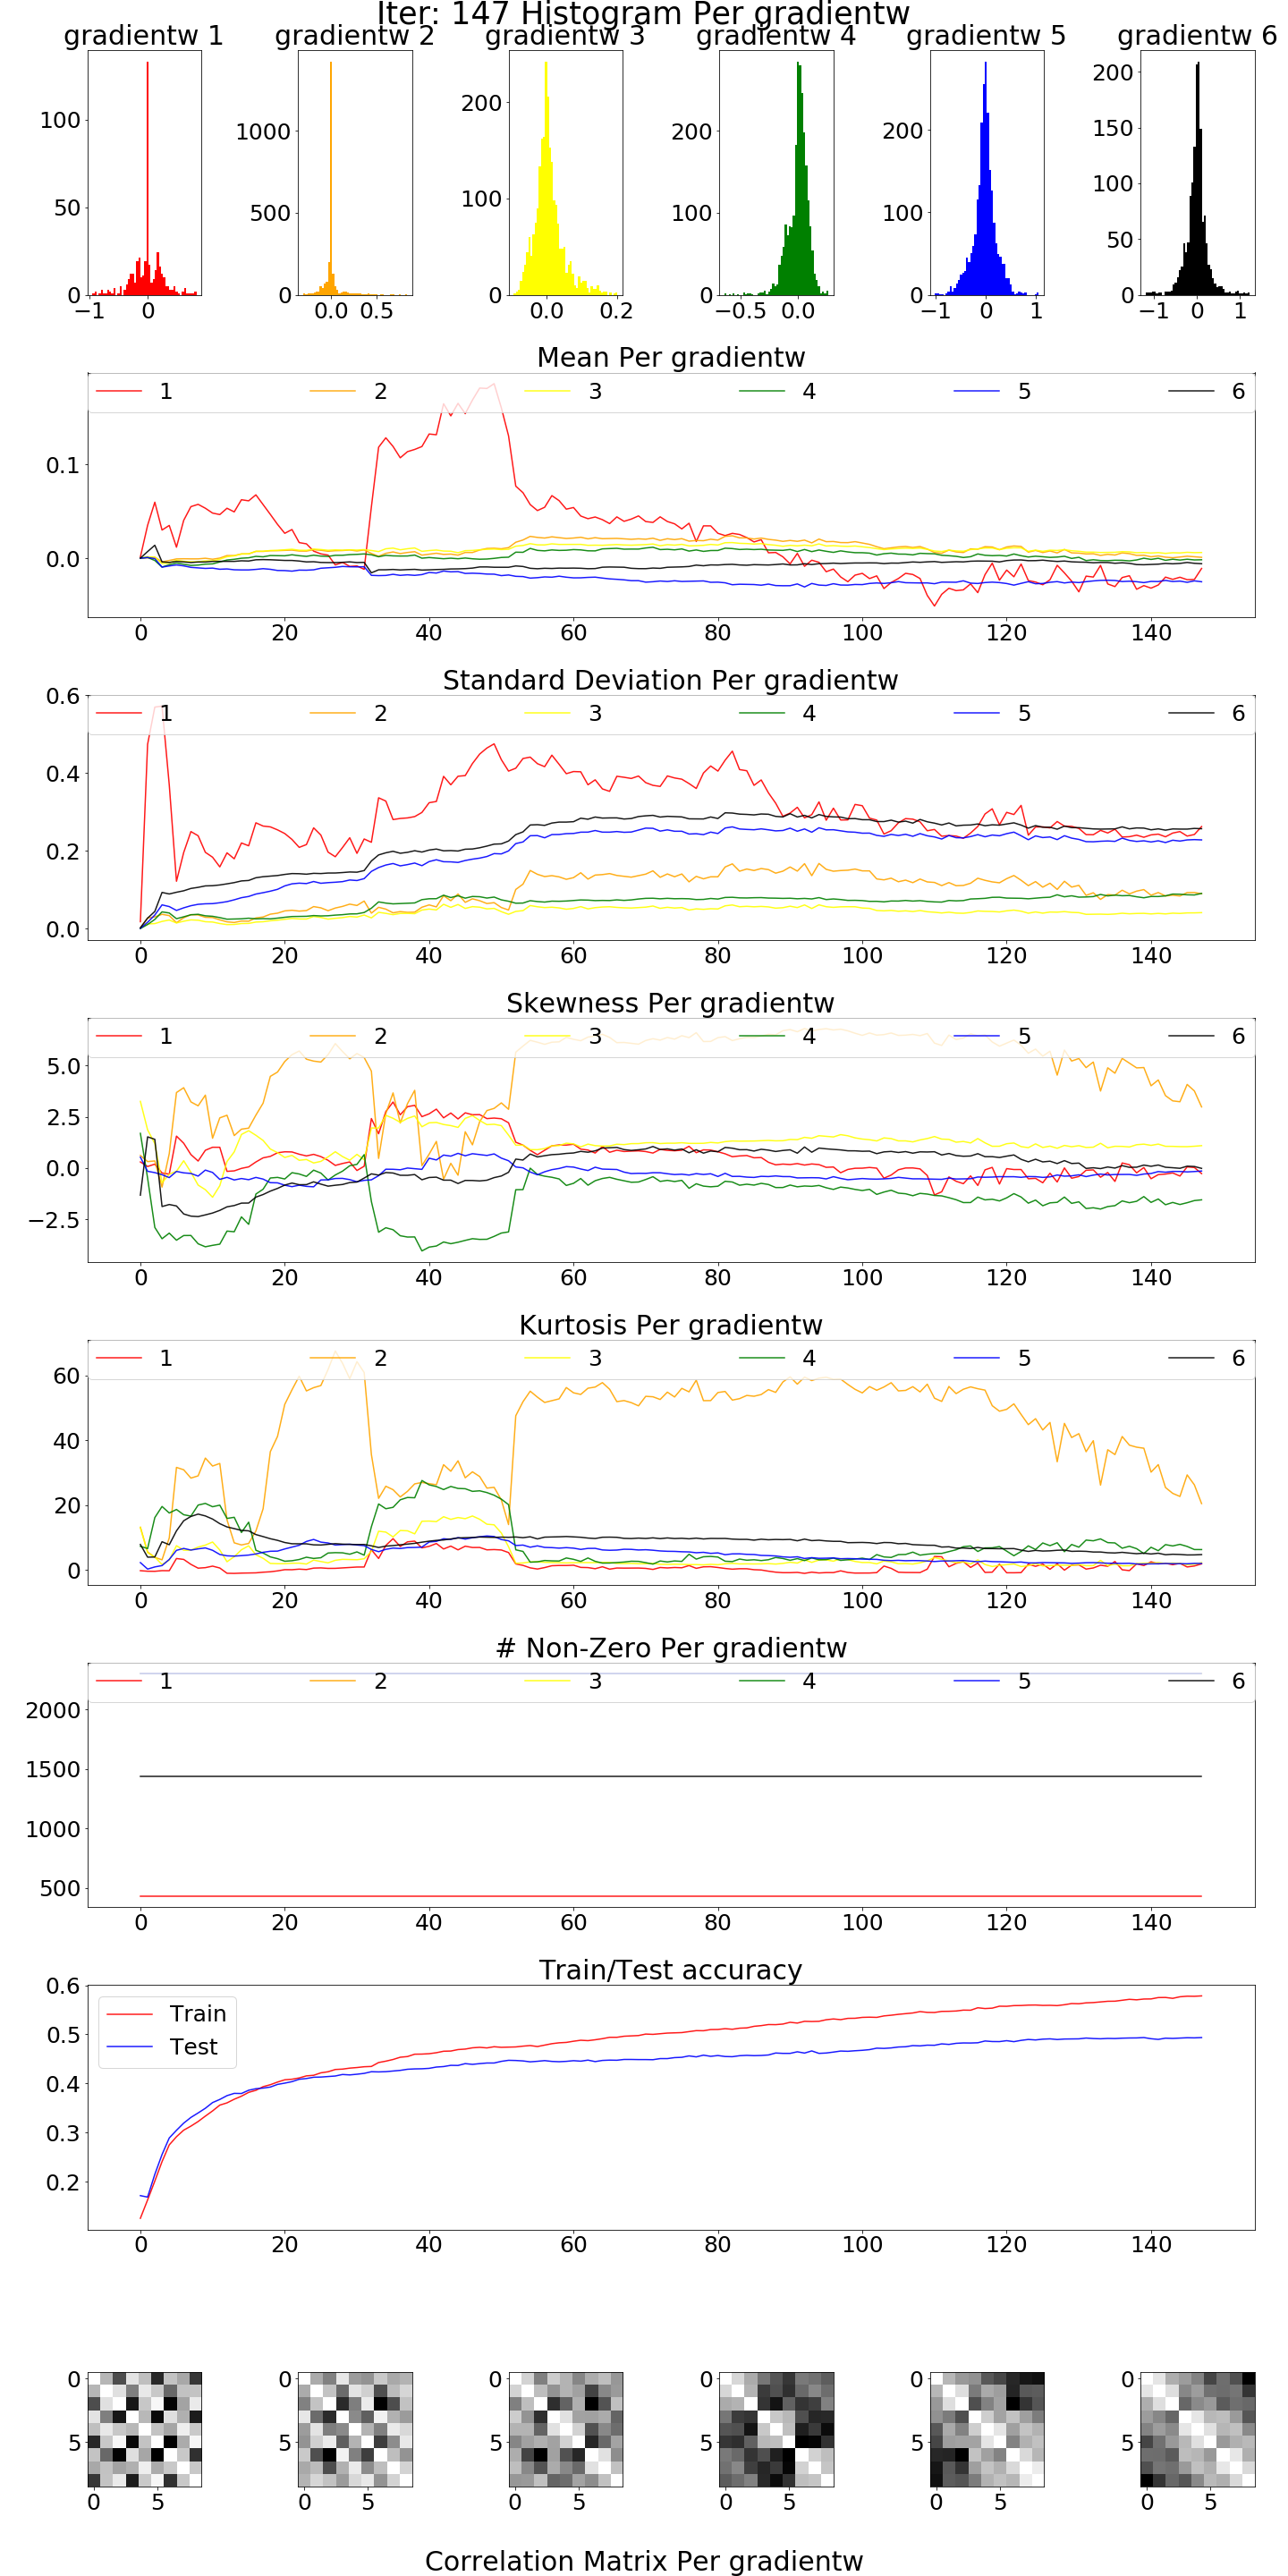 Iter: 147 Histogram Per gradientw
gradientw 1 gradientw 2 gradientw 3 gradientw 4 gradientw 5 gradientw 6
100
50
0
−1 0
1000
500
0
0.0 0.5
200
100
0
0.0 0.2
200
100
0
−0.5 0.0
200
100
0
−1 0 1
200
150
100
50
0
−1 0 1
Mean Per gradientw
1 2 3 4 5 6
0.1
0.0
0 20 40 60 80 100 120 140
Standard Deviation Per gradientw
1 2 3 4 5 6
0.6
0.4
0.2
0.0
0 20 40 60 80 100 120 140
Skewness Per gradientw
1 2 3 4 5 6
5.0
2.5
0.0
−2.5
0 20 40 60 80 100 120 140
Kurtosis Per gradientw
1 2 3 4 5 6
60
40
20
0
0 20 40 60 80 100 120 140
# Non-Zero Per gradientw
1 2 3 4 5 6
2000
1500
1000
500
0 20 40 60 80 100 120 140
Train/Test accuracy
Train
Test
0.6
0.5
0.4
0.3
0.2
0 20 40 60 80 100 120 140
0
5
0 5
0
5
0 5
0
5
0 5
0
5
0 5
0
5
0 5
0
5
0 5
Correlation Matrix Per gradientw